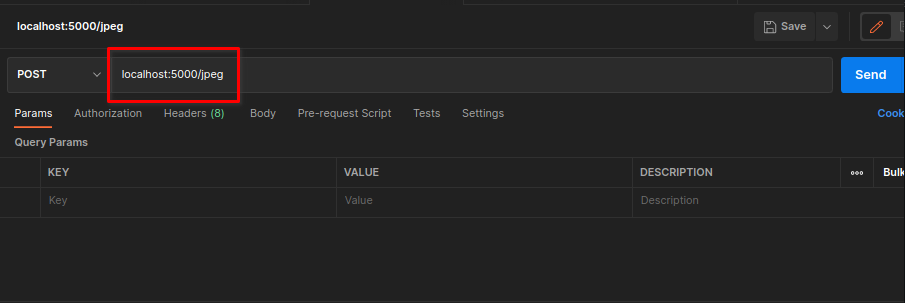 localhost:5000/jpeg
Save
POST localhost:5000/jpeg Send
Params Authorization Headers (8) Body Pre-request Script Tests Settings Cook
Query Params
KEY VALUE DESCRIPTION Bulk
Key Value Description